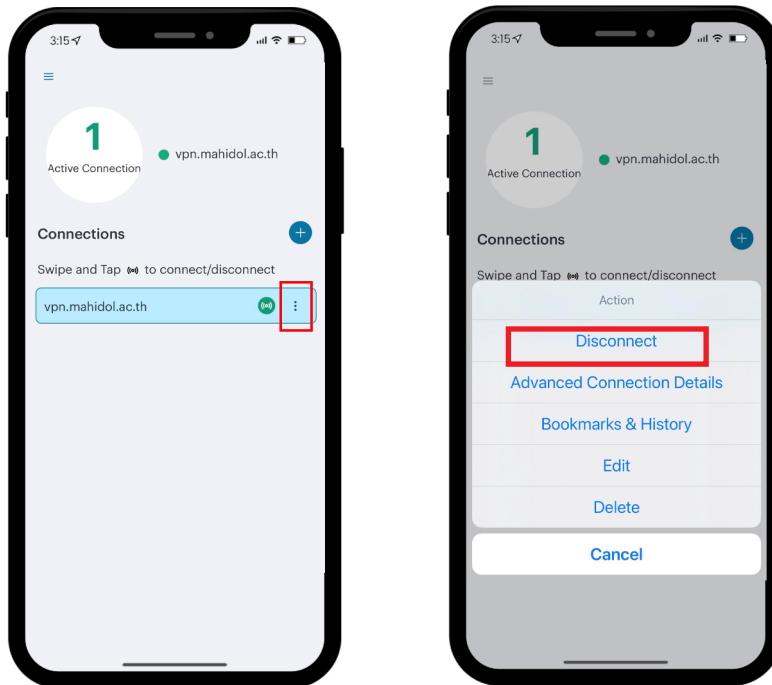 3:15
1
Active Connection
vpn.mahidol.ac.th
Connections
Swipe and Tap to connect/disconnect
vpn.mahidol.ac.th
3:15
1
Active Connection
vpn.mahidol.ac.th
Connections
Swipe and Tap to connect/disconnect
Action
Disconnect
Advanced Connection Details
Bookmarks & History
Edit
Delete
Cancel